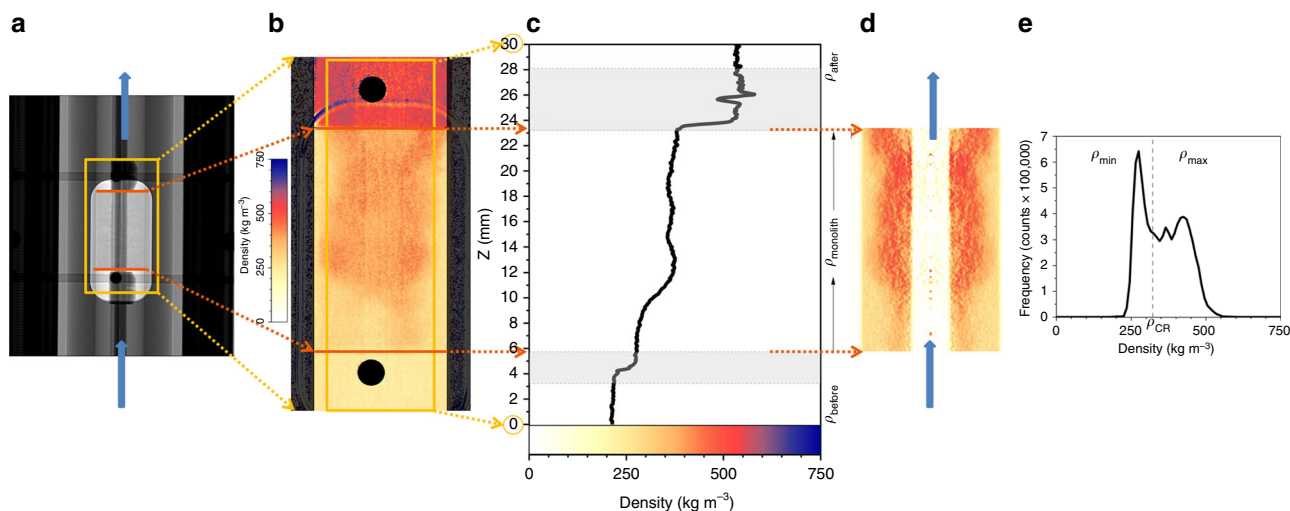 a
b
c
d
e
750
500
250
0
Density (kg m⁻³)
30
28
26
24
22
20
18
16
14
12
10
8
6
4
2
0
Z (mm)
0
250
500
750
Density (kg m⁻³)
ρafter
ρmonolith
ρbefore
7
6
5
4
3
2
1
0
Frequency (counts × 100,000)
ρmin
ρmax
250
500
750
ρCR
Density (kg m⁻³)